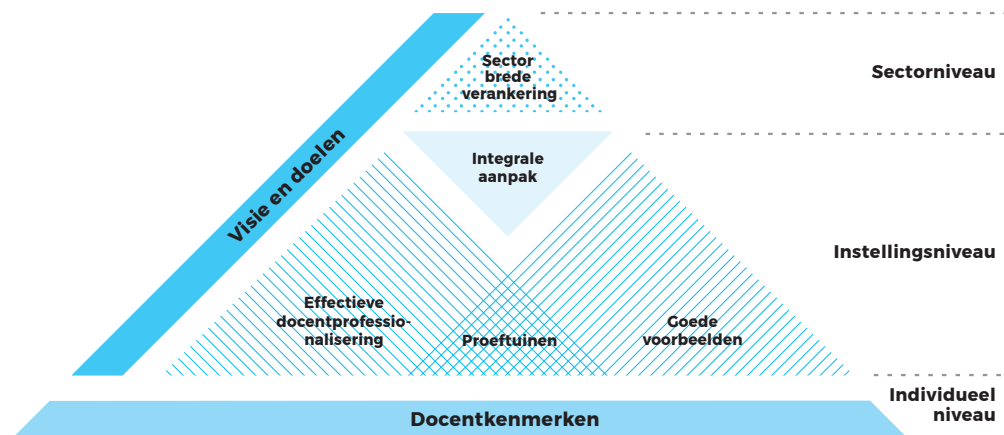 Sector
brede
verankering
Sectorniveau
Visie en doelen
Integrale
aanpak
Instellingsniveau
Effectieve
docentprofessio-
nalisering
Proeftuinen
Goede
voorbeelden
Individueel
niveau
Docentkenmerken